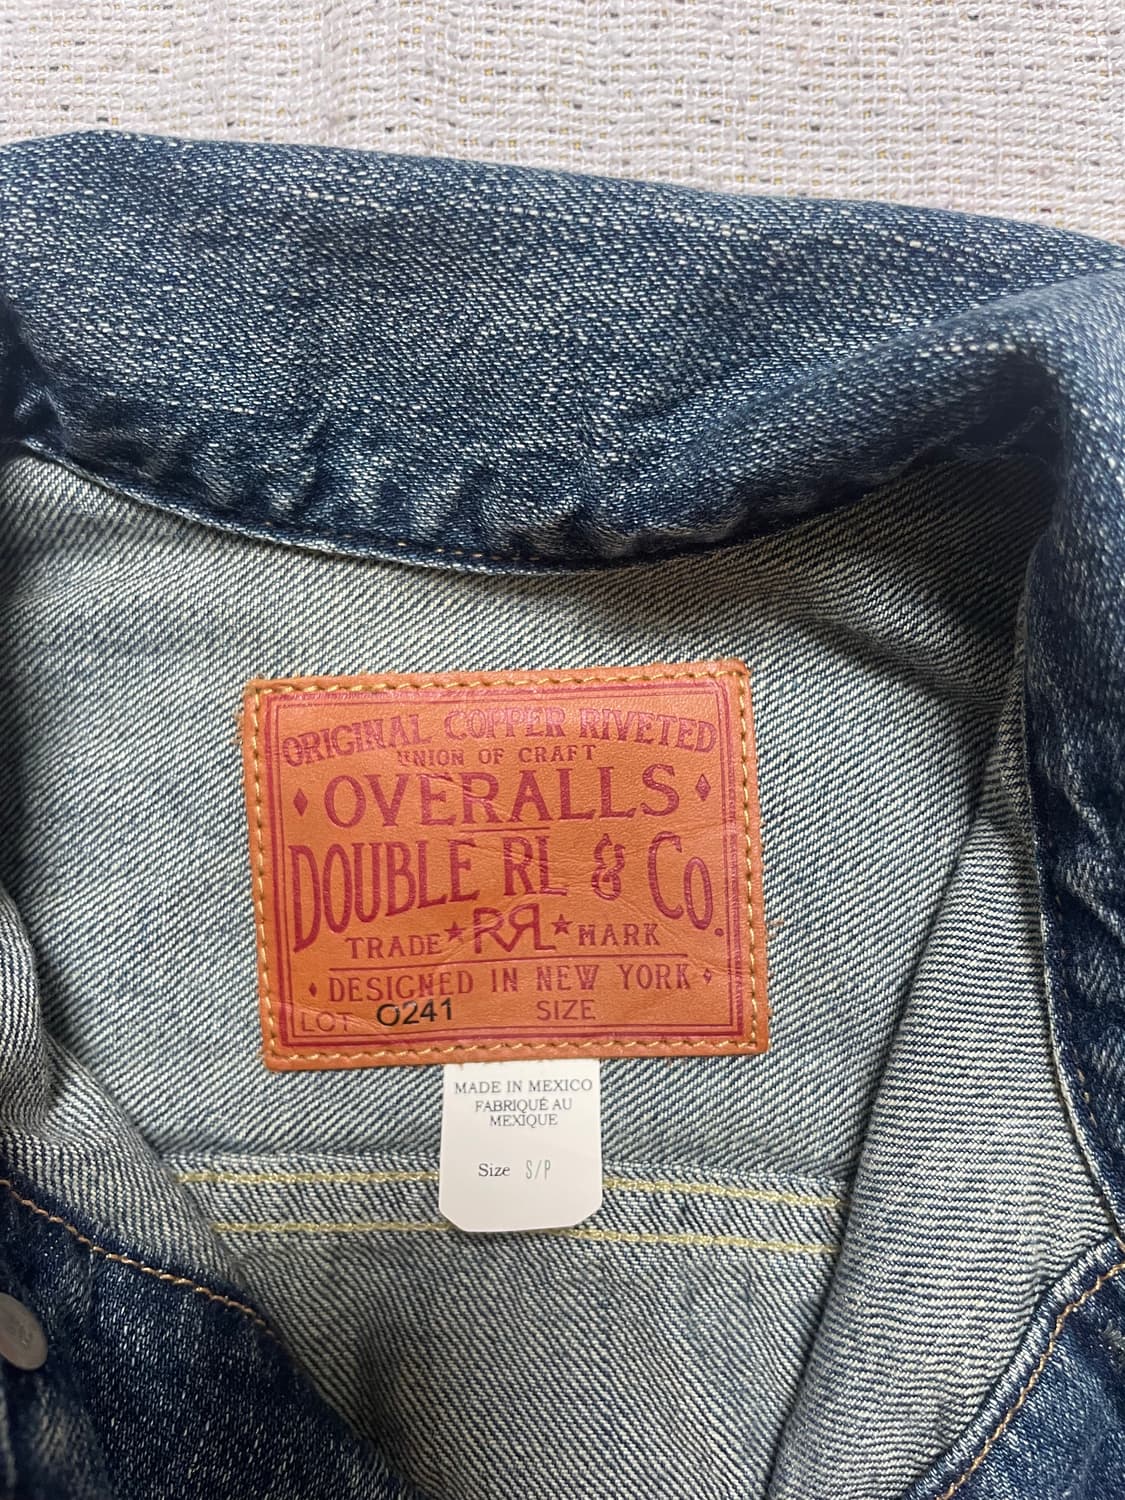 ORIGINAL COPPER RIVETED
UNION OF CRAFT
OVERALLS
DOUBLE RL & Co.
TRADE ★ RRL ★ MARK
DESIGNED IN NEW YORK
LOT 0241 SIZE
MADE IN MEXICO
FABRIQUÉ AU
MEXIQUE
Size S/P